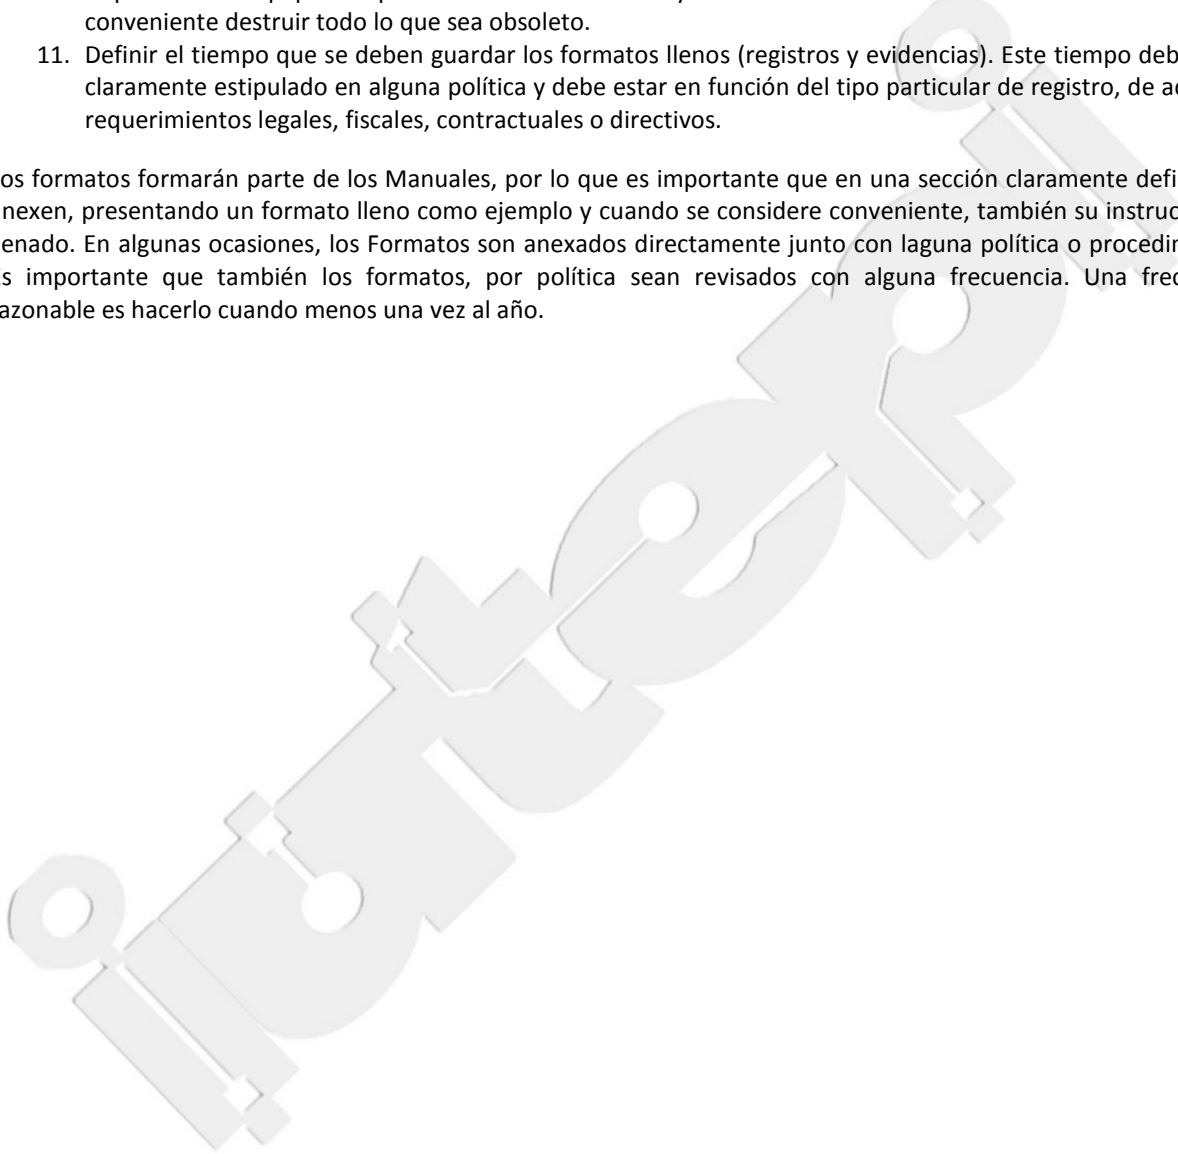 conveniente destruir todo lo que sea obsoleto.
11. Definir el tiempo que se deben guardar los formatos llenos (registros y evidencias). Este tiempo deb
claramente estipulado en alguna política y debe estar en función del tipo particular de registro, de a
requerimientos legales, fiscales, contractuales o directivos.
os formatos formarán parte de los Manuales, por lo que es importante que en una sección claramente defi
nexen, presentando un formato lleno como ejemplo y cuando se considere conveniente, también su instruc
enado. En algunas ocasiones, los Formatos son anexados directamente junto con laguna política o procedi
s importante que también los formatos, por política sean revisados con alguna frecuencia. Una frec
azonable es hacerlo cuando menos una vez al año.